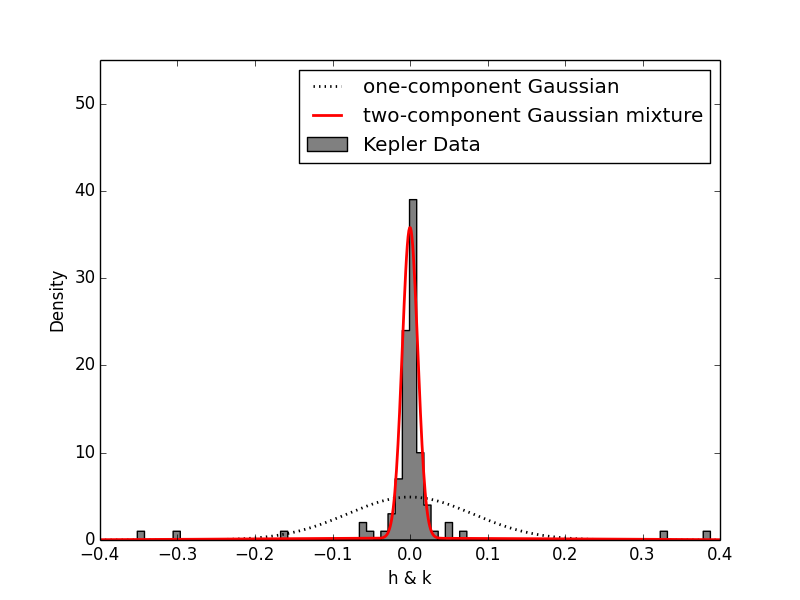 one-component Gaussian
two-component Gaussian mixture
Kepler Data
Density
50
40
30
20
10
0
−0.4 −0.3 −0.2 −0.1 0.0 0.1 0.2 0.3 0.4
h & k